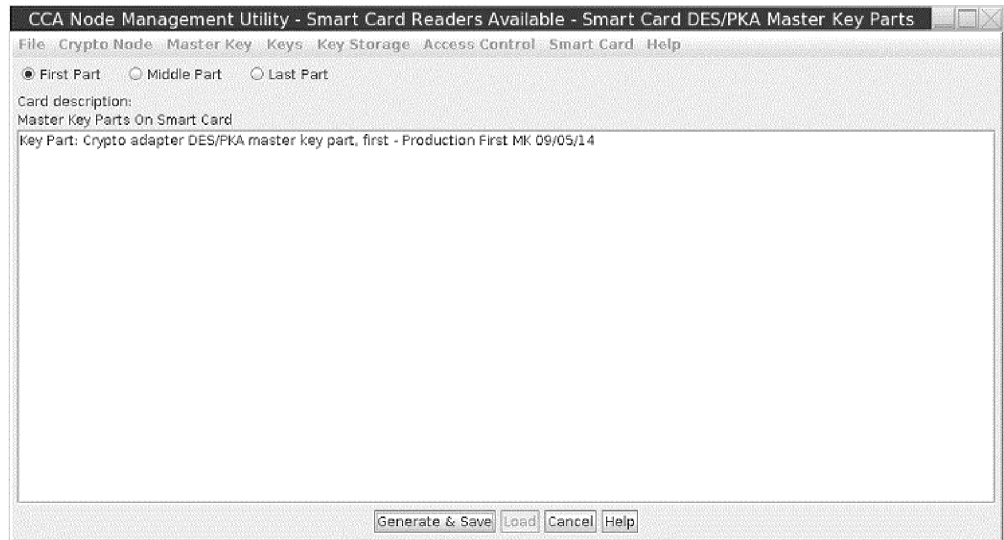 CCA Node Management Utility - Smart Card Readers Available - Smart Card DES/PKA Master Key Parts
File Crypto Node Master Key Keys Key Storage Access Control Smart Card Help
First Part Middle Part Last Part
Card description:
Master Key Parts On Smart Card
Key Part: Crypto adapter DES/PKA master key part, first - Production First MK 09/05/14
Generate & Save Load Cancel Help